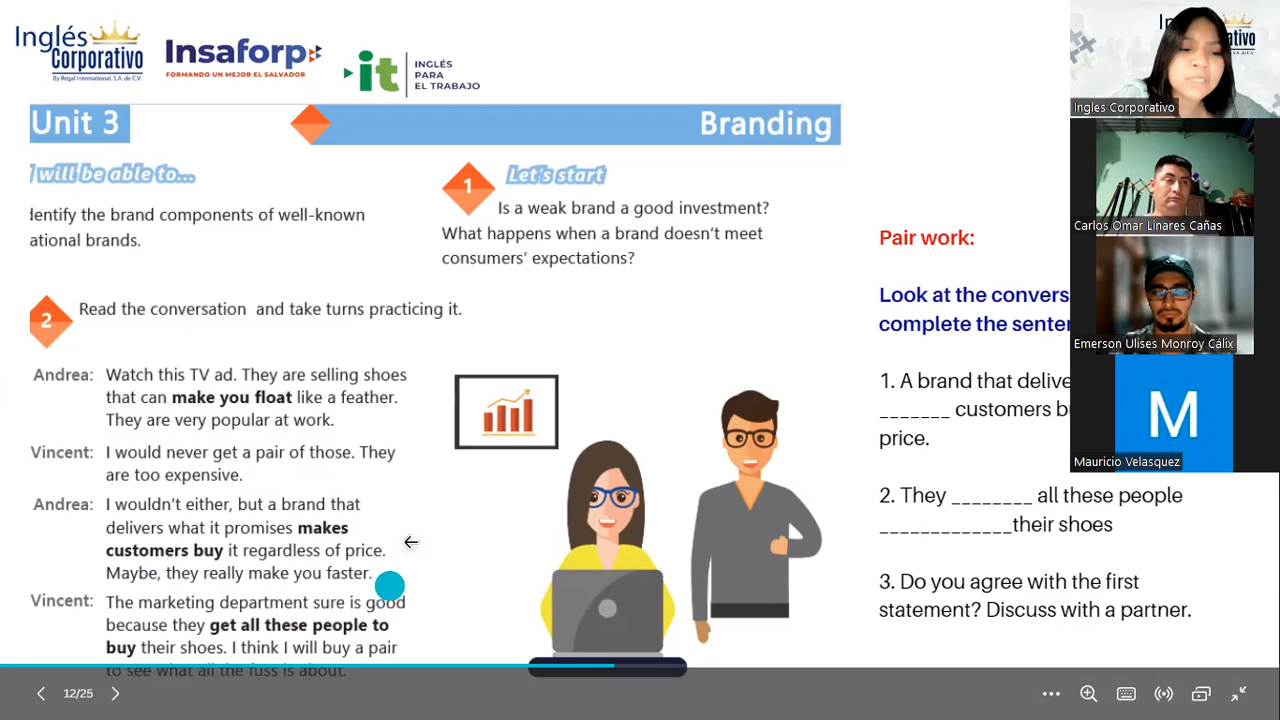 Inglés
Corporativo
By Regal International, S.A. de C.V.
Insaforp
FORMANDO UN MEJOR EL SALVADOR
it
INGLÉS
PARA
EL TRABAJO
Unit 3
Branding
I will be able to...
Identify the brand components of well-known
ational brands.
1
Let's start
Is a weak brand a good investment?
What happens when a brand doesn't meet
consumers' expectations?
2
Read the conversation and take turns practicing it.
Andrea: Watch this TV ad. They are selling shoes
that can make you float like a feather.
They are very popular at work.
Vincent: I would never get a pair of those. They
are too expensive.
Andrea: I wouldn't either, but a brand that
delivers what it promises makes
customers buy it regardless of price.
Maybe, they really make you faster.
Vincent: The marketing department sure is good
because they get all these people to
buy their shoes. I think I will buy a pair
to see what all the fuss is about.
Pair work:
Look at the convers
complete the senten
1. A brand that delive
_______ customers bu
price.
2. They ________ all these people
_____________their shoes
3. Do you agree with the first
statement? Discuss with a partner.
Ingles Corporativo
Carlos Omar Linares Cañas
Emerson Ulises Monroy Cálix
M
Mauricio Velasquez
12/25